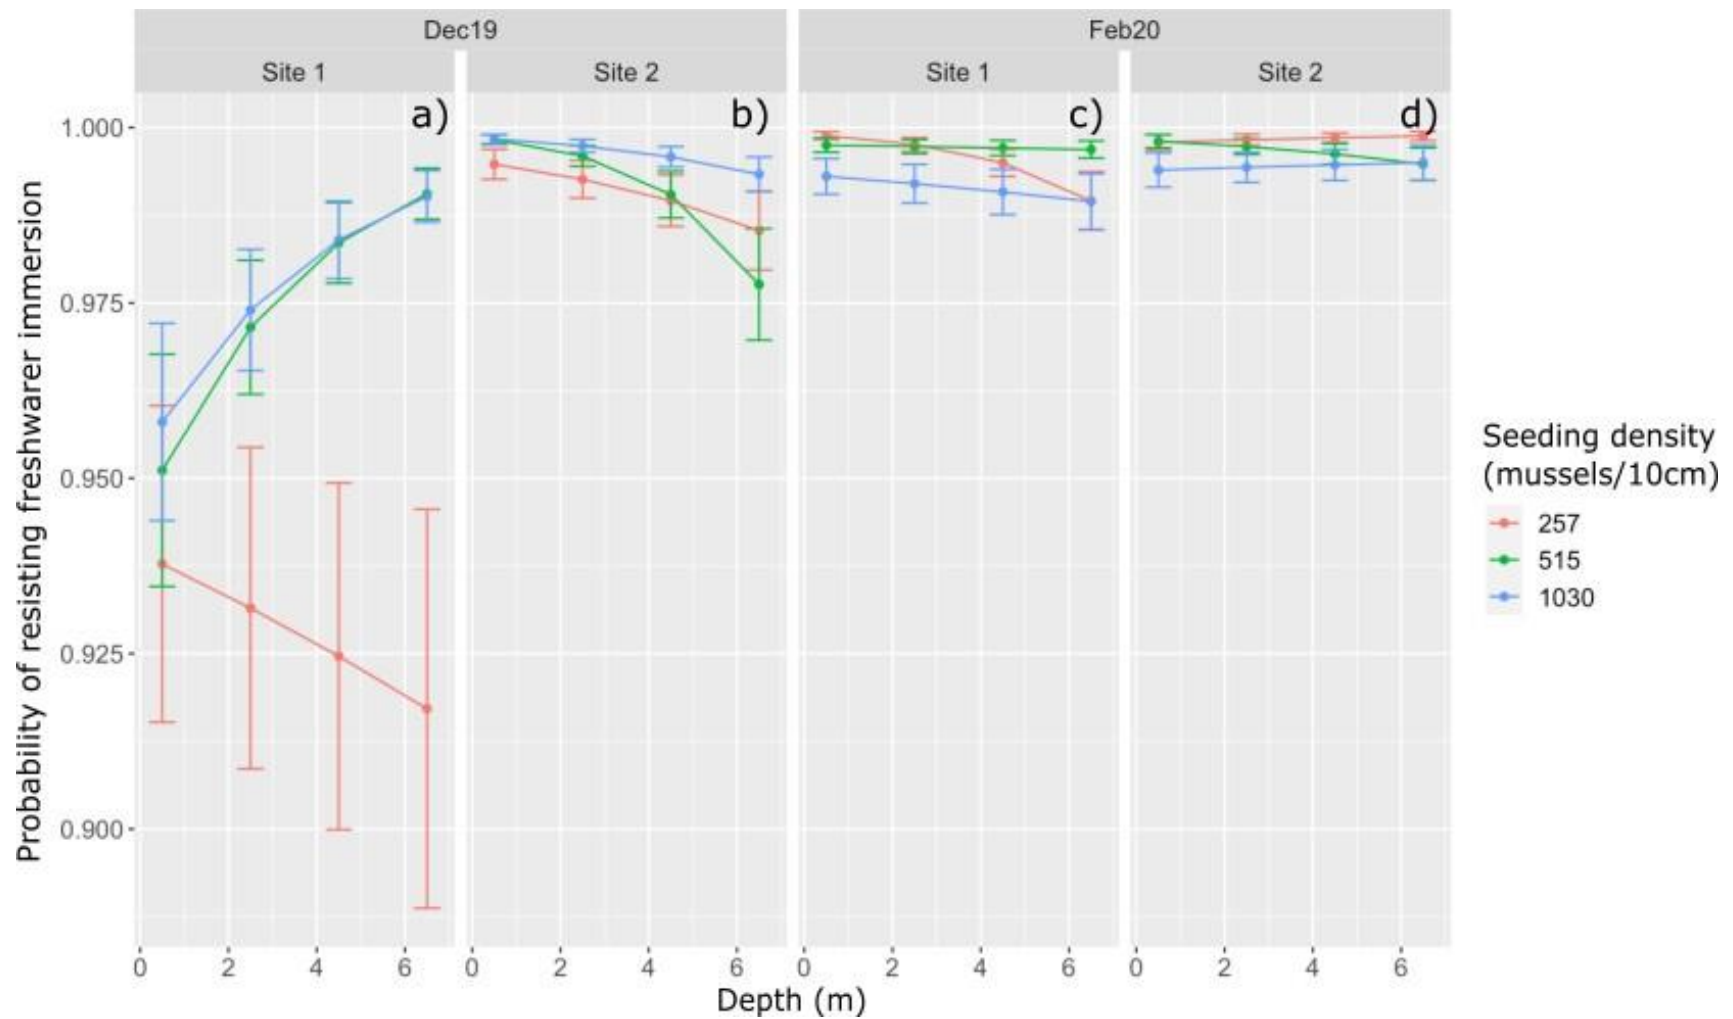 Dec19
Feb20
Site 1
Site 2
Site 1
Site 2
a)
b)
c)
d)
Probability of resisting freshwarer immersion
1.000
0.975
0.950
0.925
0.900
0 2 4 6
0 2 4 6
0 2 4 6
0 2 4 6
Depth (m)
Seeding density
(mussels/10cm)
257
515
1030